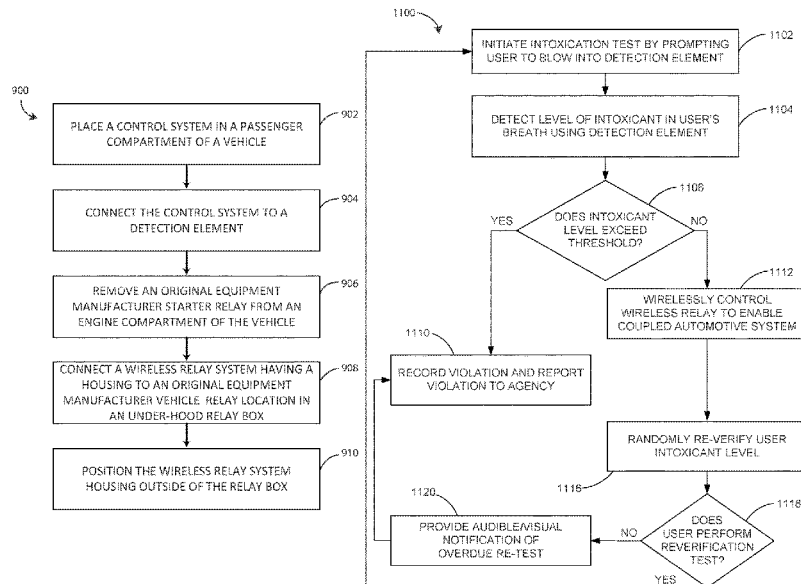 900
902
PLACE A CONTROL SYSTEM IN A PASSENGER
COMPARTMENT OF A VEHICLE
904
CONNECT THE CONTROL SYSTEM TO A
DETECTION ELEMENT
906
REMOVE AN ORIGINAL EQUIPMENT
MANUFACTURER STARTER RELAY FROM AN
ENGINE COMPARTMENT OF THE VEHICLE
908
CONNECT A WIRELESS RELAY SYSTEM HAVING A
HOUSING TO AN ORIGINAL EQUIPMENT
MANUFACTURER VEHICLE RELAY LOCATION IN
AN UNDER-HOOD RELAY BOX
910
POSITION THE WIRELESS RELAY SYSTEM
HOUSING OUTSIDE OF THE RELAY BOX
1100
1102
INITIATE INTOXICATION TEST BY PROMPTING
USER TO BLOW INTO DETECTION ELEMENT
1104
DETECT LEVEL OF INTOXICANT IN USER'S
BREATH USING DETECTION ELEMENT
1106
DOES INTOXICANT
LEVEL EXCEED
THRESHOLD?
YES
NO
1112
WIRELESSLY CONTROL
WIRELESS RELAY TO ENABLE
COUPLED AUTOMOTIVE SYSTEM
1110
RECORD VIOLATION AND REPORT
VIOLATION TO AGENCY
RANDOMLY RE-VERIFY USER
INTOXICANT LEVEL
1116
1118
DOES
USER PERFORM
REVERIFICATION
TEST?
NO
YES
1120
PROVIDE AUDIBLE/VISUAL
NOTIFICATION OF
OVERDUE RE-TEST